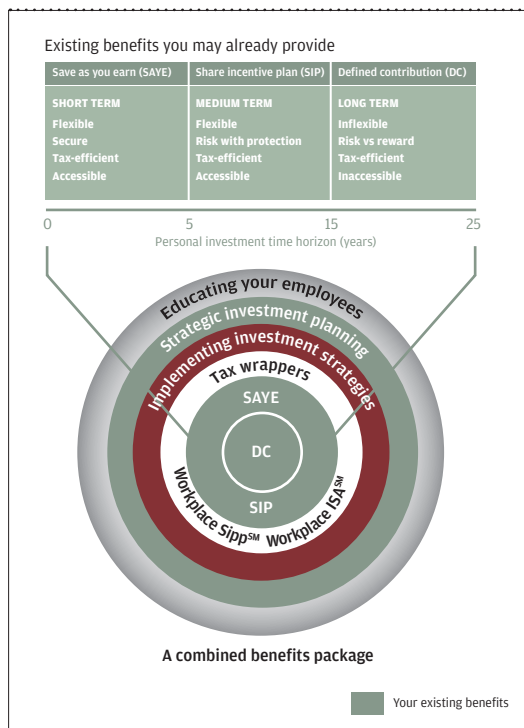 Existing benefits you may already provide
Save as you earn (SAYE) Share incentive plan (SIP) Defined contribution (DC)
SHORT TERM MEDIUM TERM LONG TERM
Flexible Flexible Inflexible
Secure Risk with protection Risk vs reward
Tax-efficient Tax-efficient Tax-efficient
Accessible Accessible Inaccessible
0 5 15 25
Personal investment time horizon (years)
Educating your employees
Strategic investment planning
Implementing investment strategies
Tax wrappers
SAYE
DC
SIP
Workplace Sipp℠ Workplace ISA℠
A combined benefits package
Your existing benefits